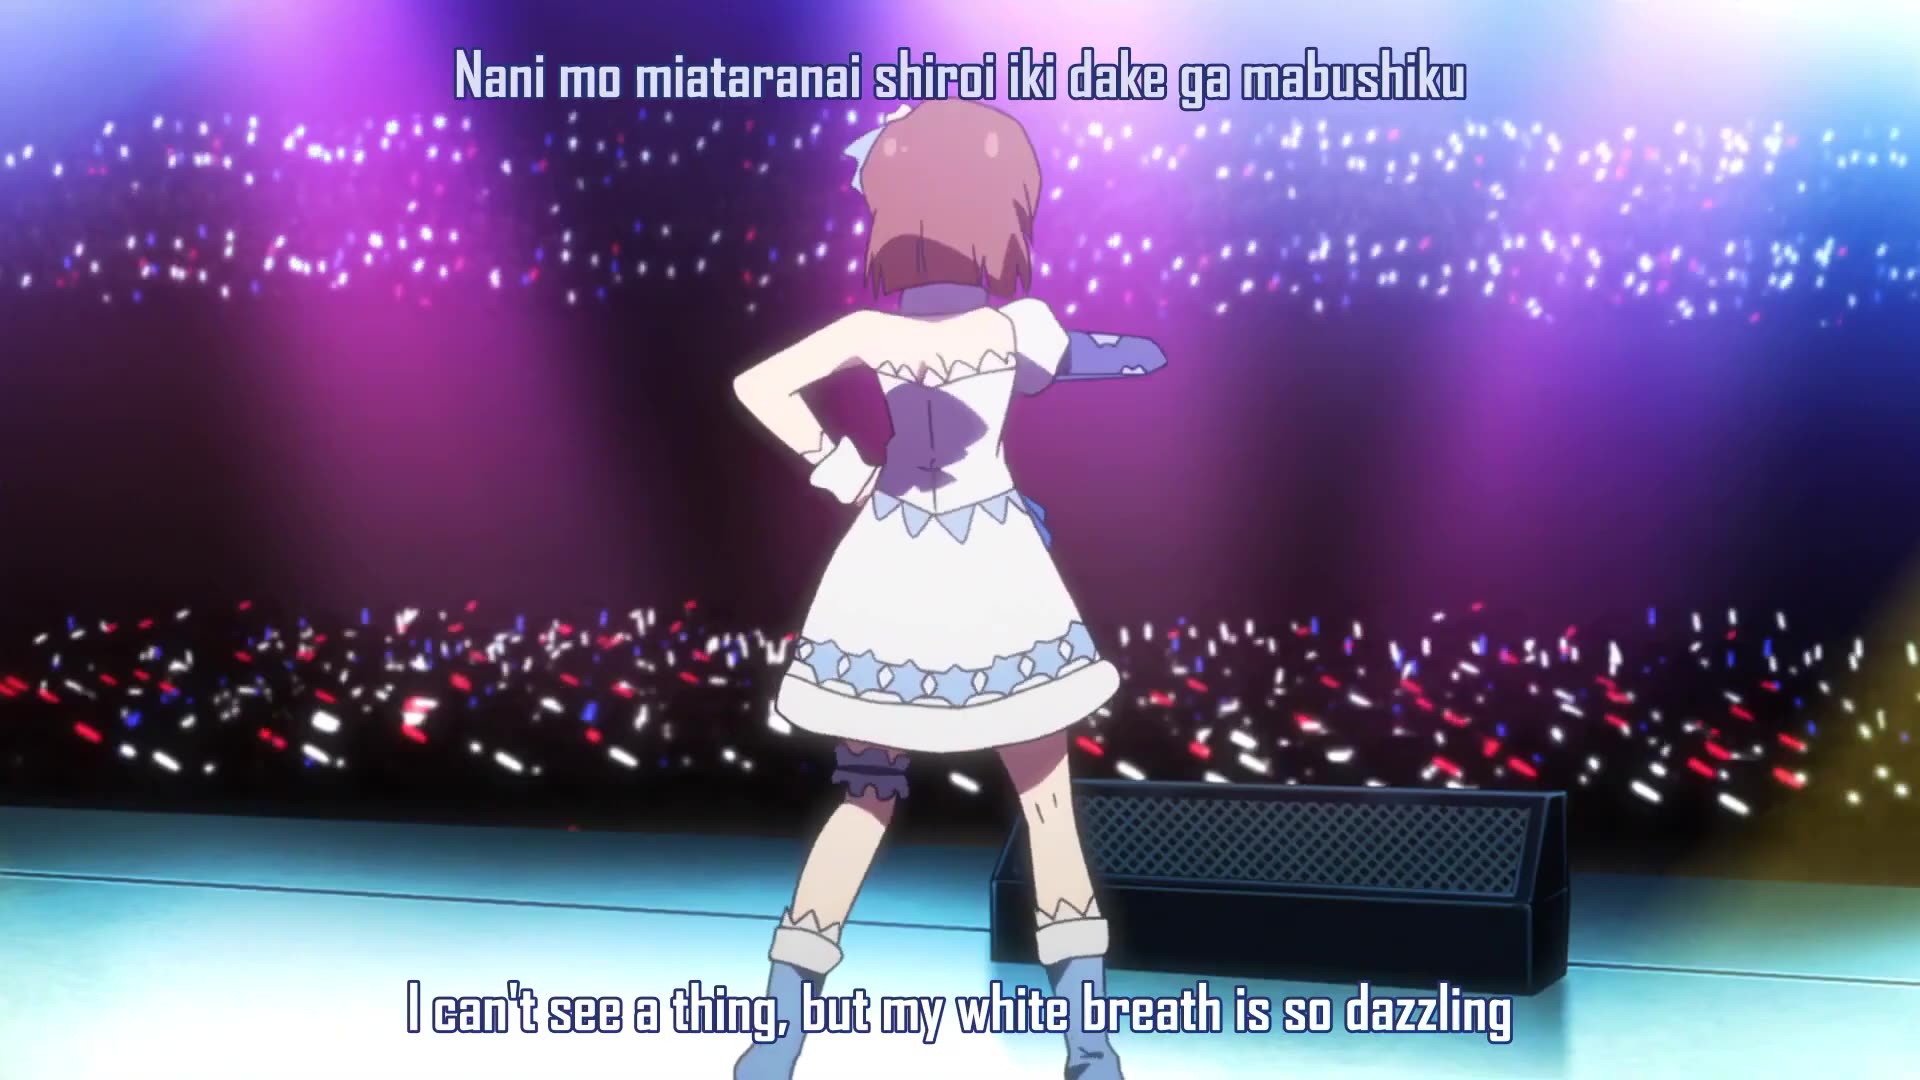 Nani mo miataranai shiroi iki dake ga mabushiku
I can't see a thing, but my white breath is so dazzling